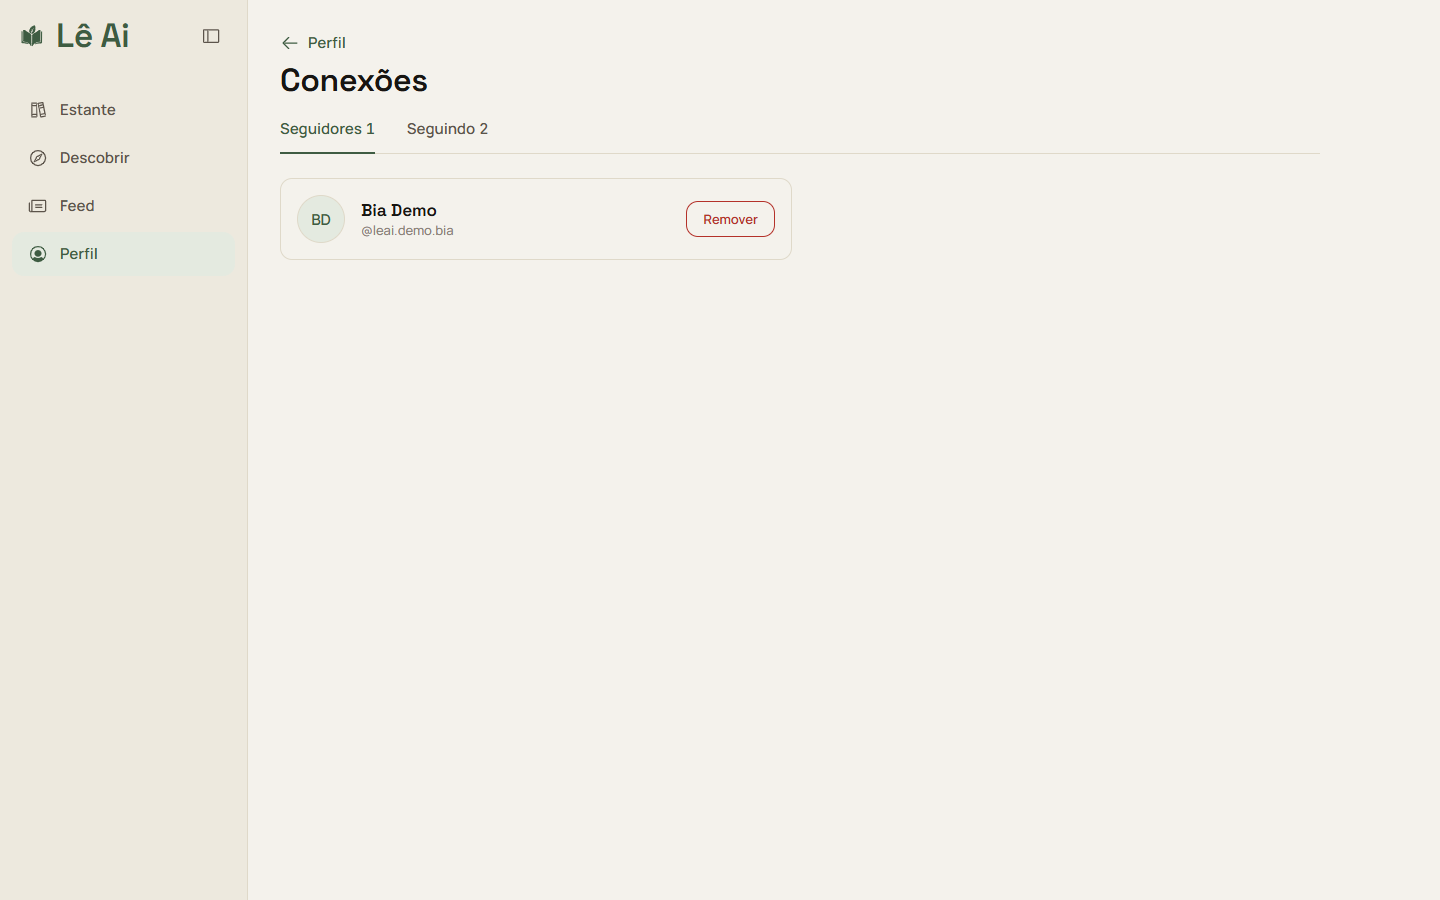 Lê Ai
Estante
Descobrir
Feed
Perfil
Perfil
Conexões
Seguidores 1
Seguindo 2
BD
Bia Demo
@leai.demo.bia
Remover